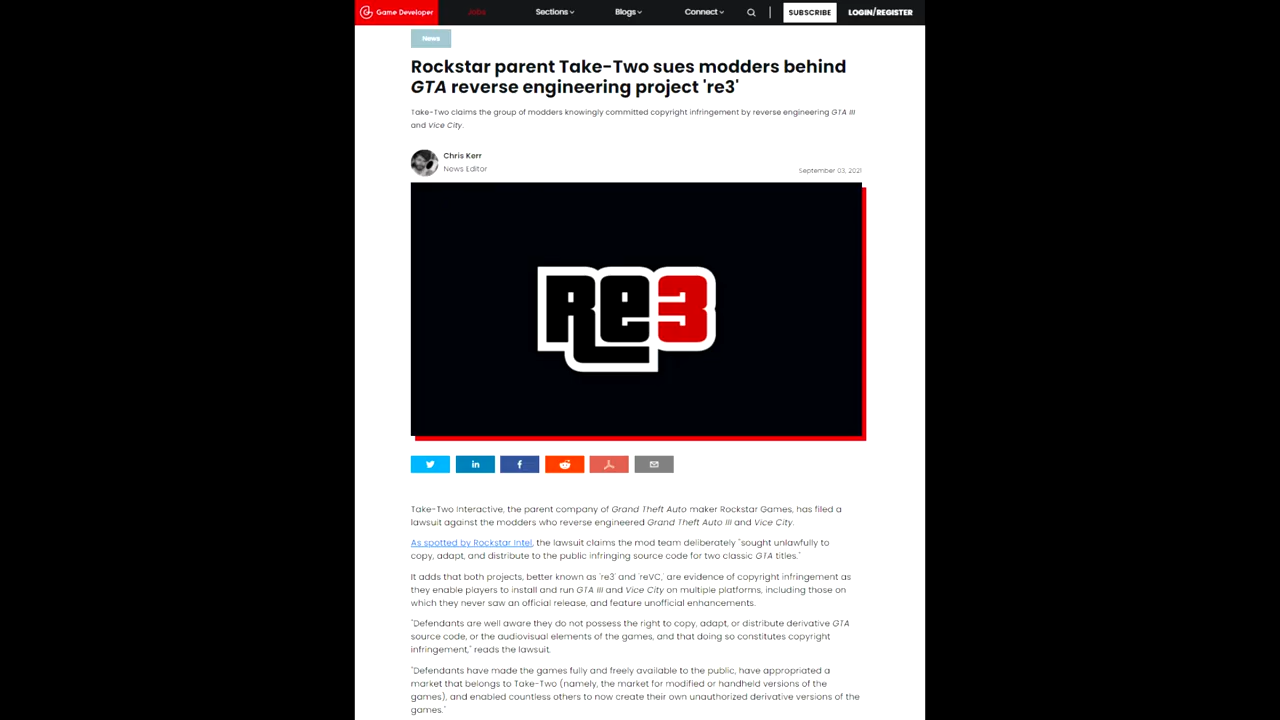 Game Developer
Jobs
Sections
Blogs
Connect
SUBSCRIBE
LOGIN/REGISTER
News
Rockstar parent Take-Two sues modders behind
GTA reverse engineering project 're3'
Take-Two claims the group of modders knowingly committed copyright infringement by reverse engineering GTA III
and Vice City.
Chris Kerr
News Editor
September 03, 2021
Re3
Take-Two Interactive, the parent company of Grand Theft Auto maker Rockstar Games, has filed a
lawsuit against the modders who reverse engineered Grand Theft Auto III and Vice City.
As spotted by Rockstar Intel, the lawsuit claims the mod team deliberately "sought unlawfully to
copy, adapt, and distribute to the public infringing source code for two classic GTA titles."
It adds that both projects, better known as 're3' and 'reVC,' are evidence of copyright infringement as
they enable players to install and run GTA III and Vice City on multiple platforms, including those on
which they never saw an official release, and feature unofficial enhancements.
"Defendants are well aware they do not possess the right to copy, adapt, or distribute derivative GTA
source code, or the audiovisual elements of the games, and that doing so constitutes copyright
infringement," reads the lawsuit.
"Defendants have made the games fully and freely available to the public, have appropriated a
market that belongs to Take-Two (namely, the market for modified or handheld versions of the
games), and enabled countless others to now create their own unauthorized derivative versions of the
games."